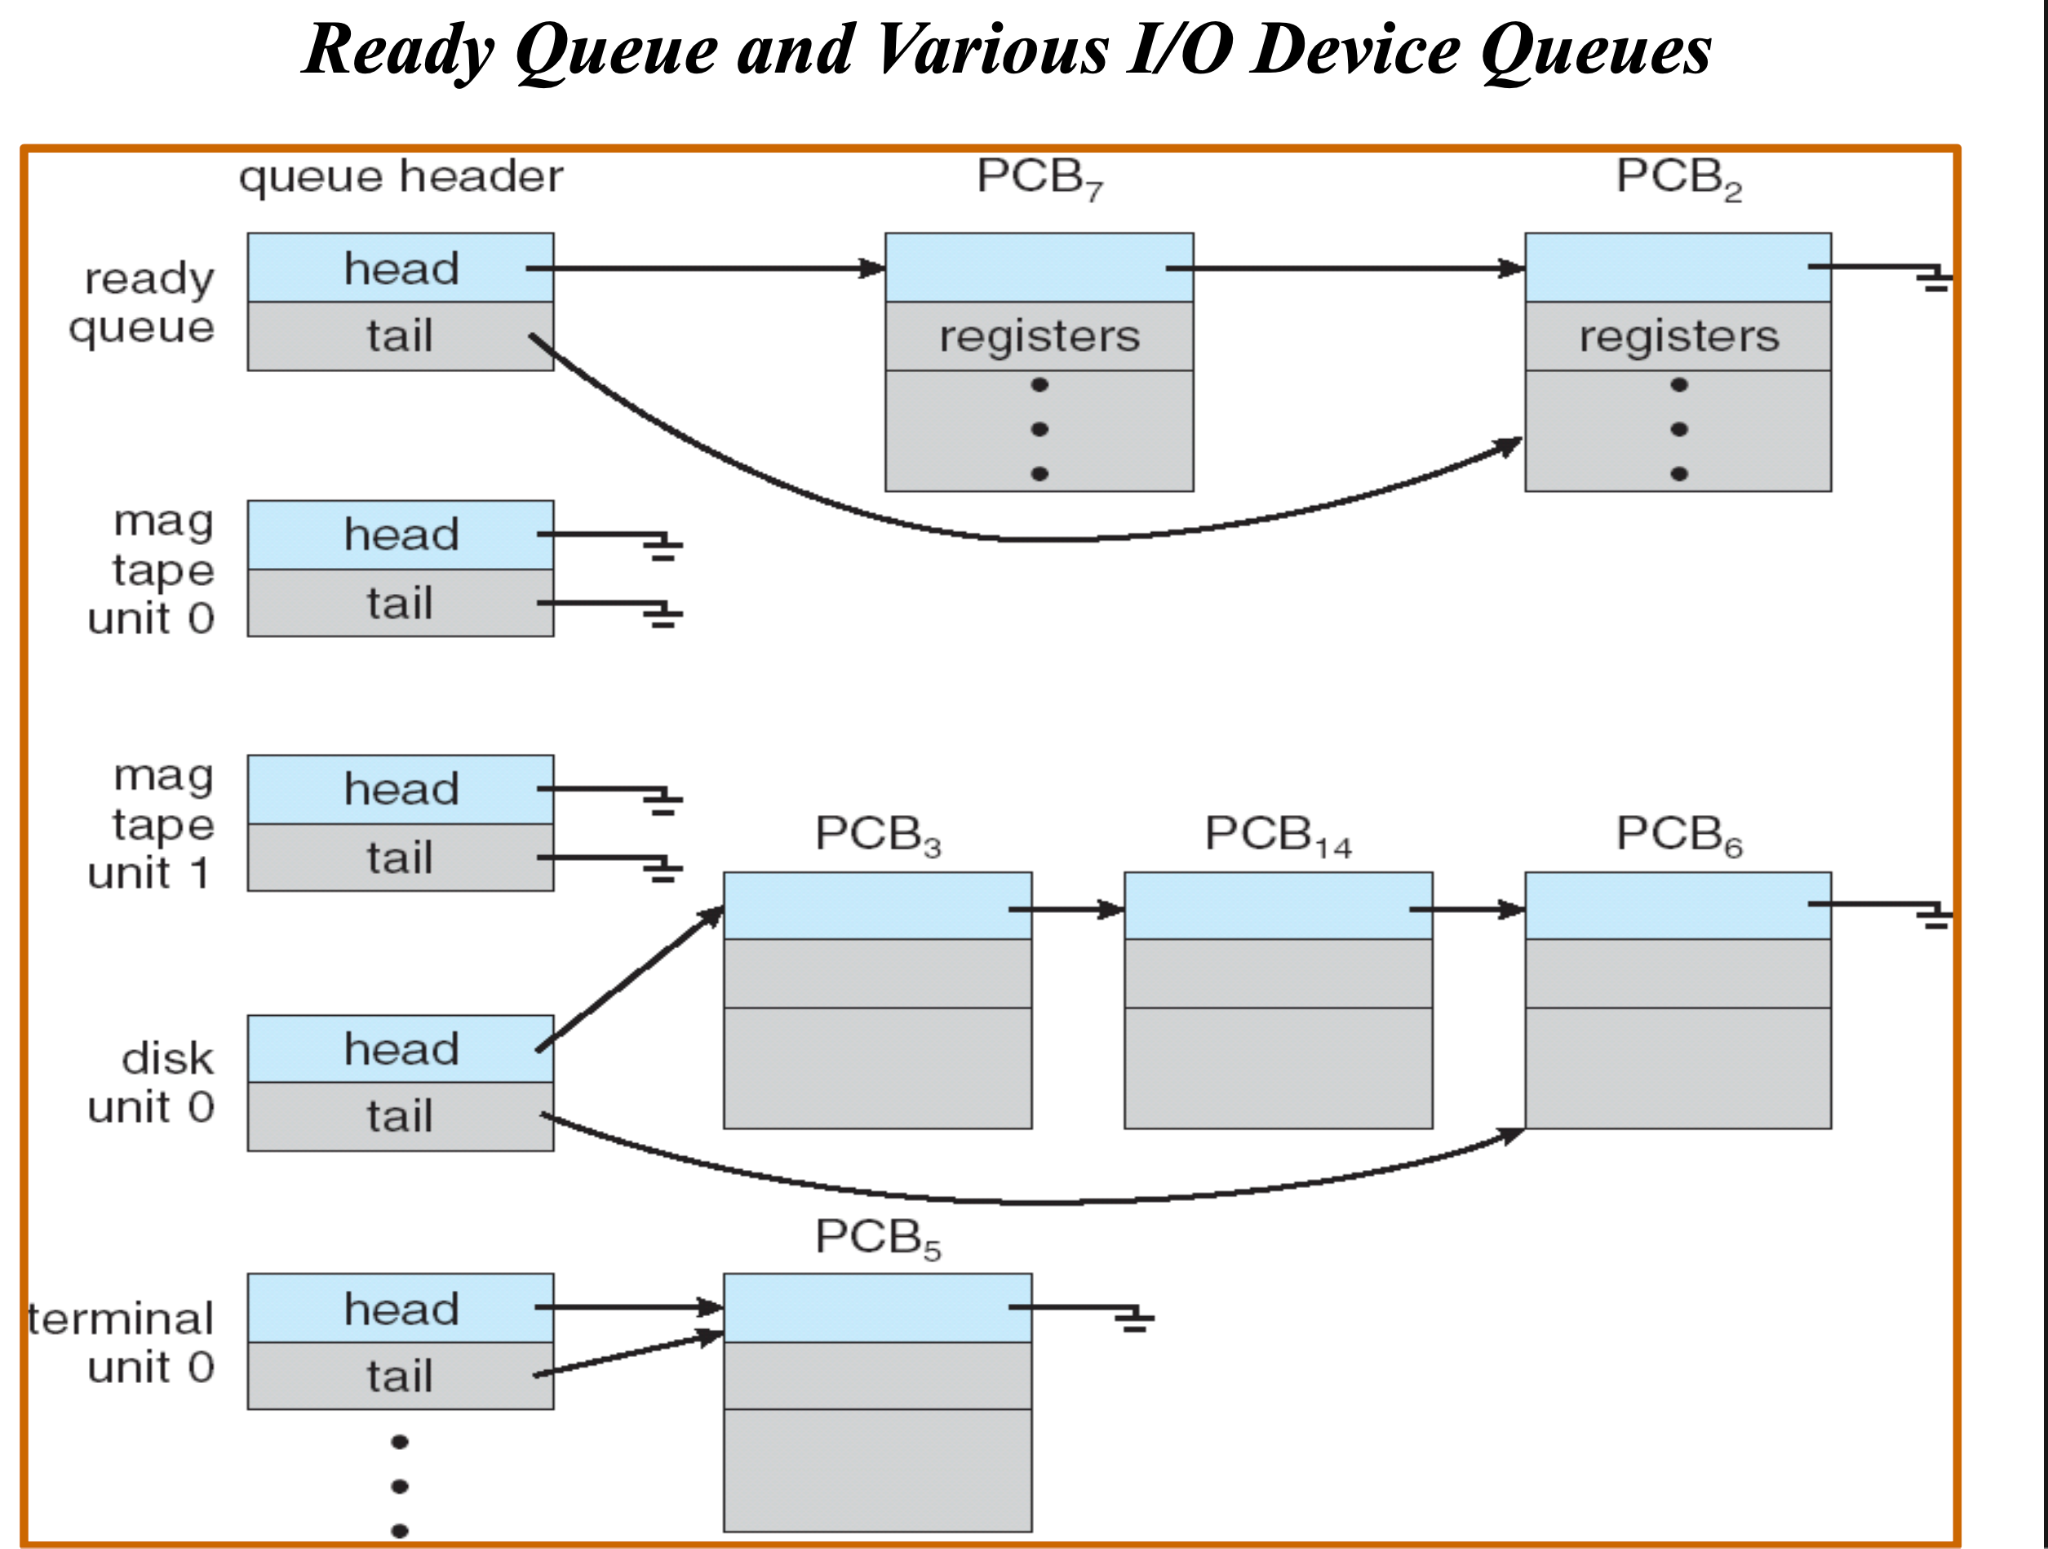 Ready Queue and Various I/O Device Queues
queue header
PCB₇
PCB₂
ready
queue
head
tail
registers
registers
mag
tape
unit 0
head
tail
mag
tape
unit 1
head
tail
PCB₃
PCB₁₄
PCB₆
disk
unit 0
head
tail
PCB₅
terminal
unit 0
head
tail